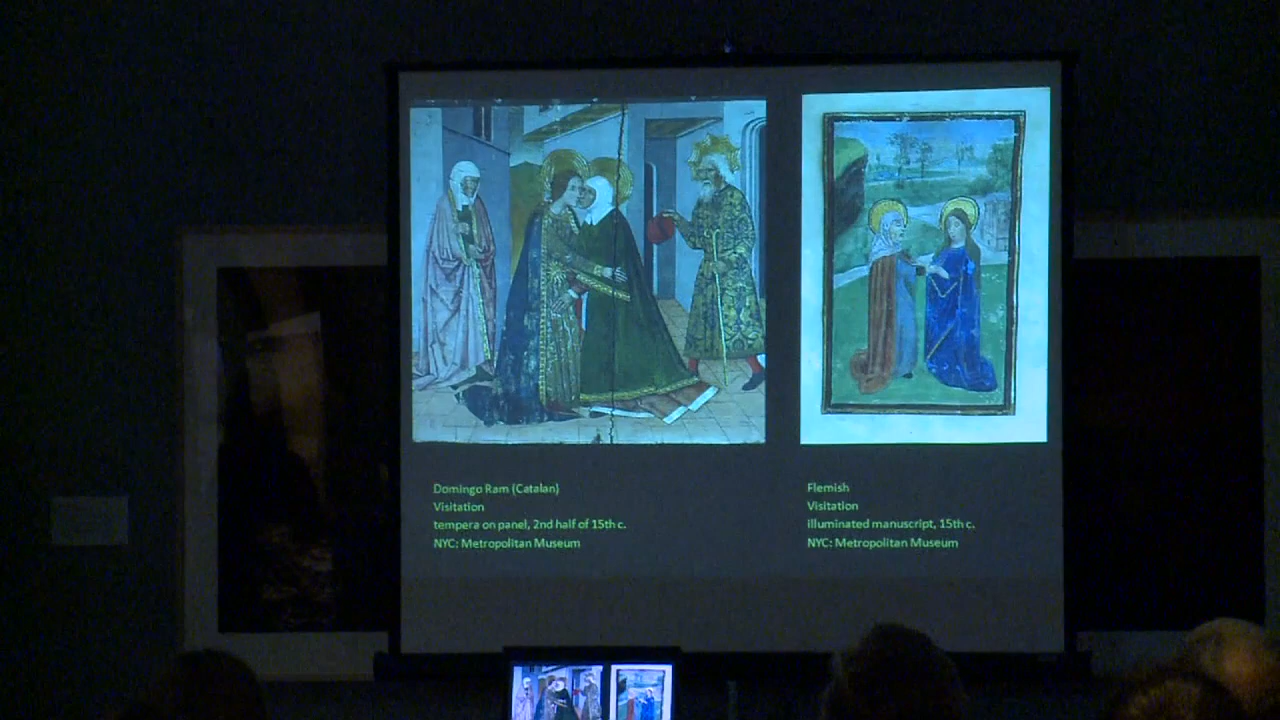 Domingo Ram (Catalan)
Visitation
tempera on panel, 2nd half of 15th c.
NYC: Metropolitan Museum
Flemish
Visitation
illuminated manuscript, 15th c.
NYC: Metropolitan Museum